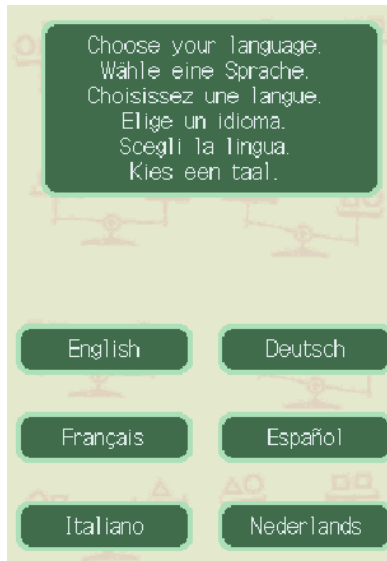 Choose your language.
Wähle eine Sprache.
Choisissez une langue.
Elige un idioma.
Scegli la lingua.
Kies een taal.
English
Deutsch
Français
Español
Italiano
Nederlands